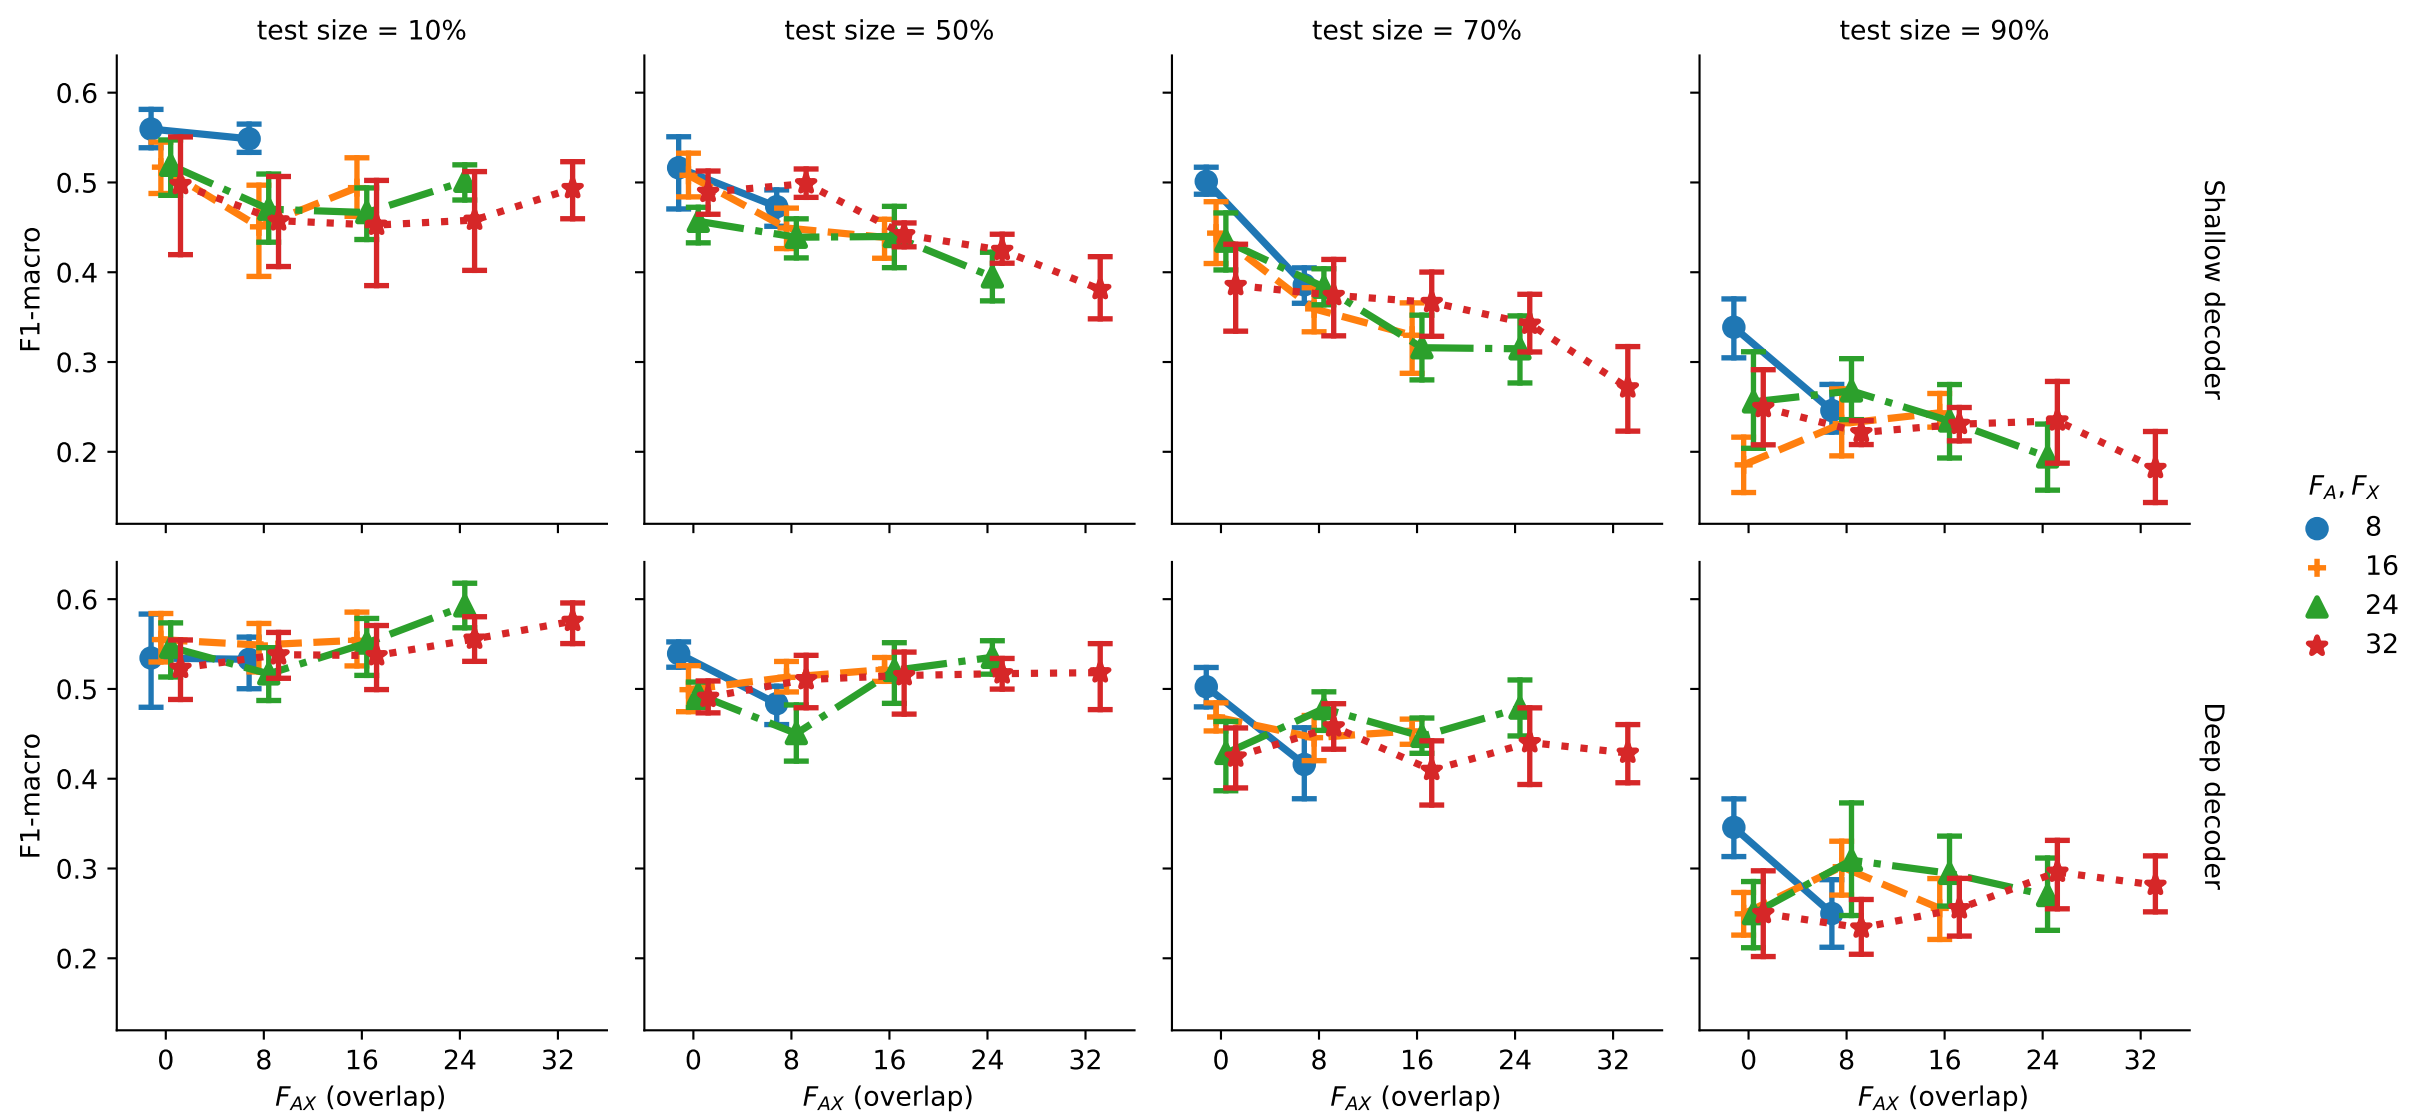 test size = 10% test size = 50% test size = 70% test size = 90%
F1-macro
0.6
0.5
0.4
0.3
0.2
Shallow decoder
F_A, F_X
8
16
24
32
F1-macro
0.6
0.5
0.4
0.3
0.2
Deep decoder
0 8 16 24 32 0 8 16 24 32 0 8 16 24 32 0 8 16 24 32
F_AX (overlap) F_AX (overlap) F_AX (overlap) F_AX (overlap)